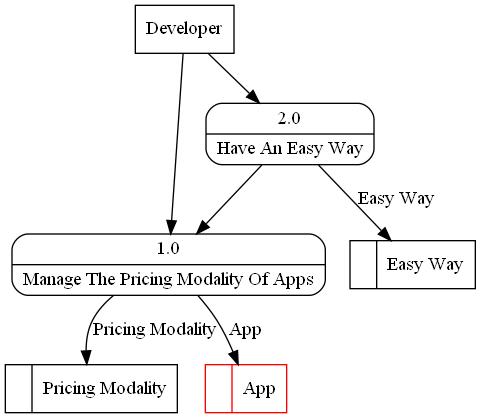 Developer
2.0
Have An Easy Way
Easy Way
1.0
Easy Way
Manage The Pricing Modality Of Apps
Pricing Modality
App
Pricing Modality
App